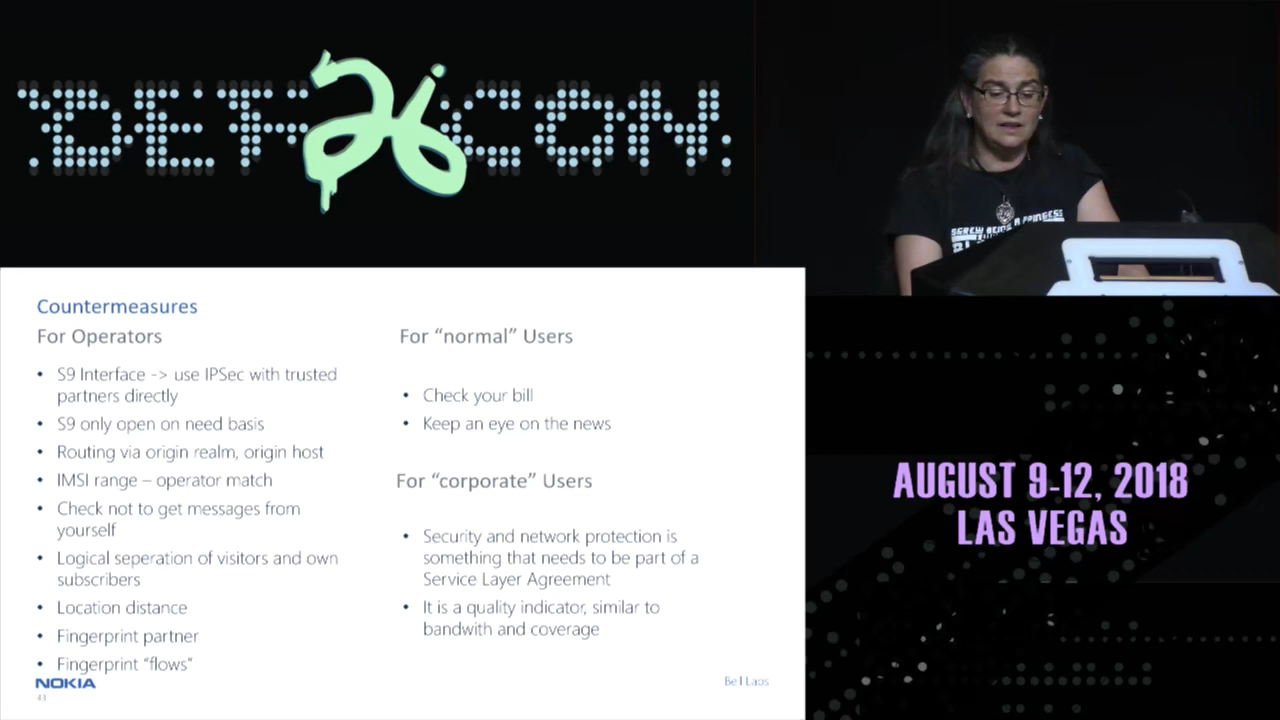 DEF 26 CON
SCREW BEING A PRINCESS
Countermeasures
For Operators
• S9 Interface -> use IPSec with trusted
partners directly
• S9 only open on need basis
• Routing via origin realm, origin host
• IMSI range – operator match
• Check not to get messages from
yourself
• Logical seperation of visitors and own
subscribers
• Location distance
• Fingerprint partner
• Fingerprint “flows”
For “normal” Users
• Check your bill
• Keep an eye on the news
For “corporate” Users
• Security and network protection is
something that needs to be part of a
Service Layer Agreement
• It is a quality indicator, similar to
bandwith and coverage
NOKIA
43
Bell Labs
AUGUST 9-12, 2018
LAS VEGAS